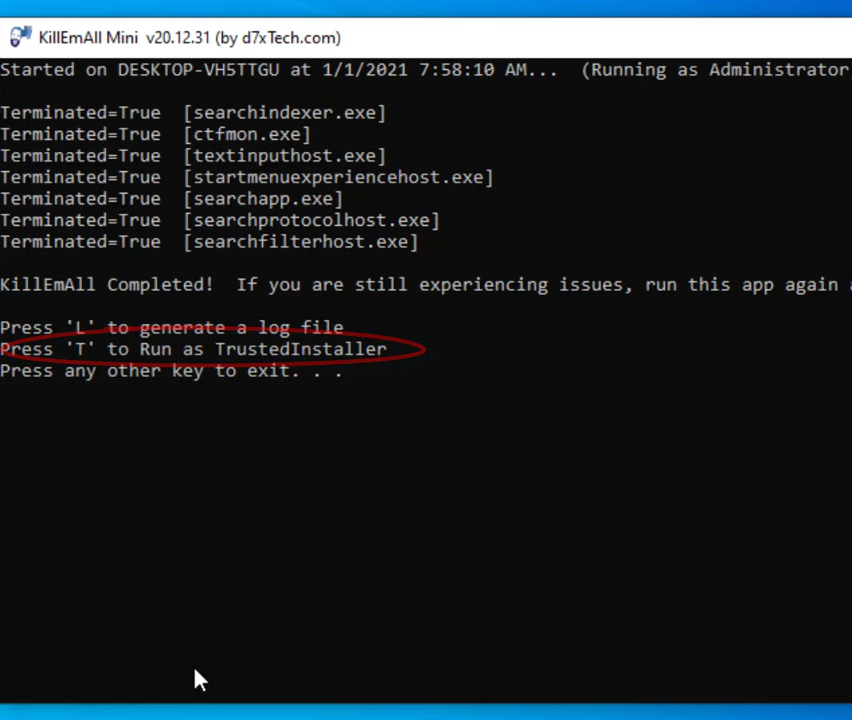 KillEmAll Mini v20.12.31 (by d7xTech.com)
Started on DESKTOP-VH5TTGU at 1/1/2021 7:58:10 AM... (Running as Administrator
Terminated=True [searchindexer.exe]
Terminated=True [ctfmon.exe]
Terminated=True [textinputhost.exe]
Terminated=True [startmenuexperiencehost.exe]
Terminated=True [searchapp.exe]
Terminated=True [searchprotocolhost.exe]
Terminated=True [searchfilterhost.exe]
KillEmAll Completed! If you are still experiencing issues, run this app again
Press 'L' to generate a log file
Press 'T' to Run as TrustedInstaller
Press any other key to exit. . .